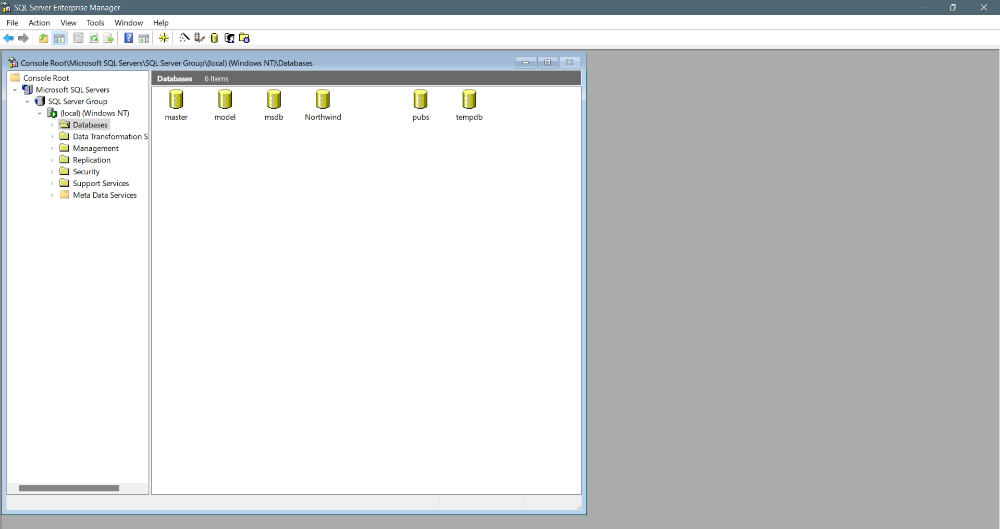 SQL Server Enterprise Manager
File Action View Tools Window Help
Console Root\Microsoft SQL Servers\SQL Server Group\(local) (Windows NT)\Databases
Console Root
Microsoft SQL Servers
SQL Server Group
(local) (Windows NT)
Databases
Data Transformation S
Management
Replication
Security
Support Services
Meta Data Services
Databases 6 Items
master model msdb Northwind pubs tempdb